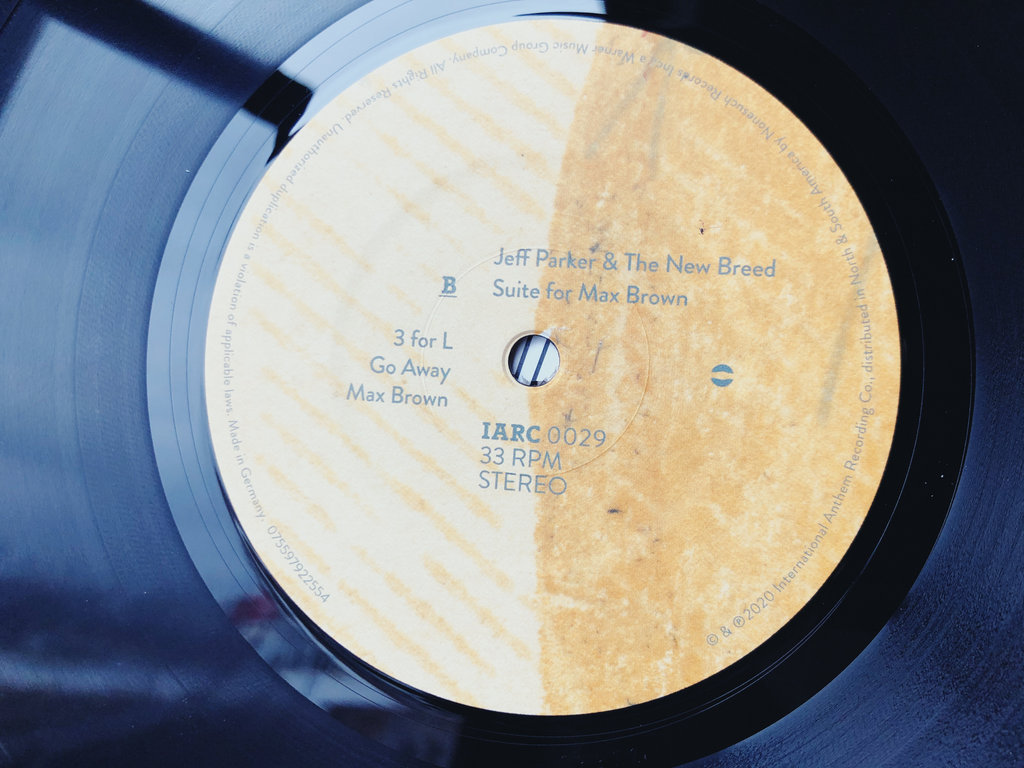 Jeff Parker & The New Breed
B
Suite for Max Brown
3 for L
Go Away
Max Brown
IARC 0029
33 RPM
STEREO
© & ℗ 2020 International Anthem Recording Co., distributed in North & South America by Nonesuch Records Inc., a Warner Music Group Company. All Rights Reserved. Unauthorized duplication is a violation of applicable laws. Made in Germany. 075597922554